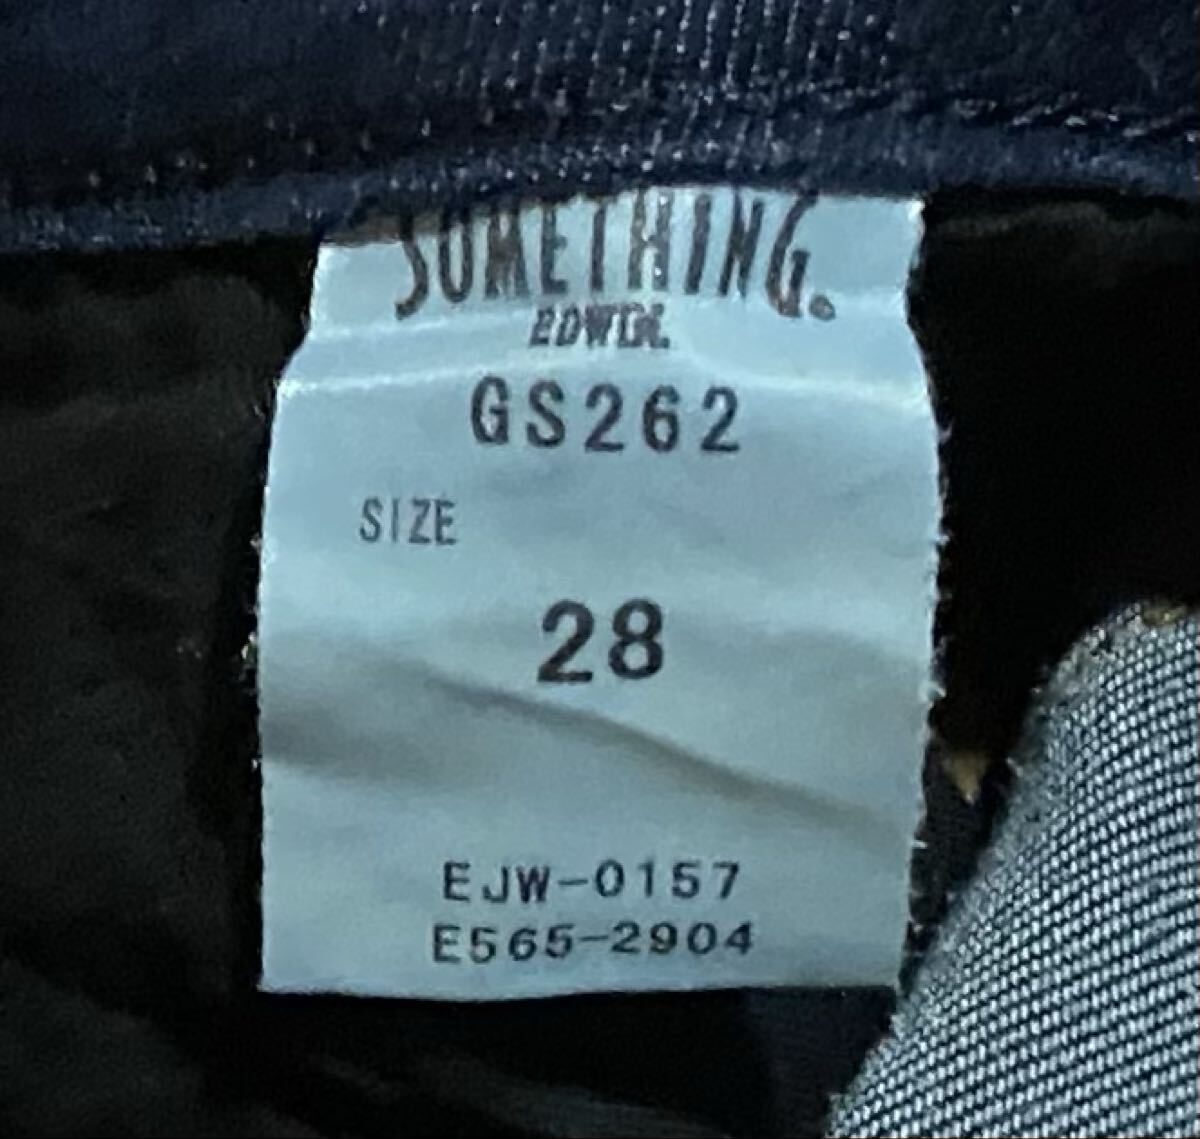 SOMETHING.
EDWIN.
GS262
SIZE
28
EJW-0157
E565-2904